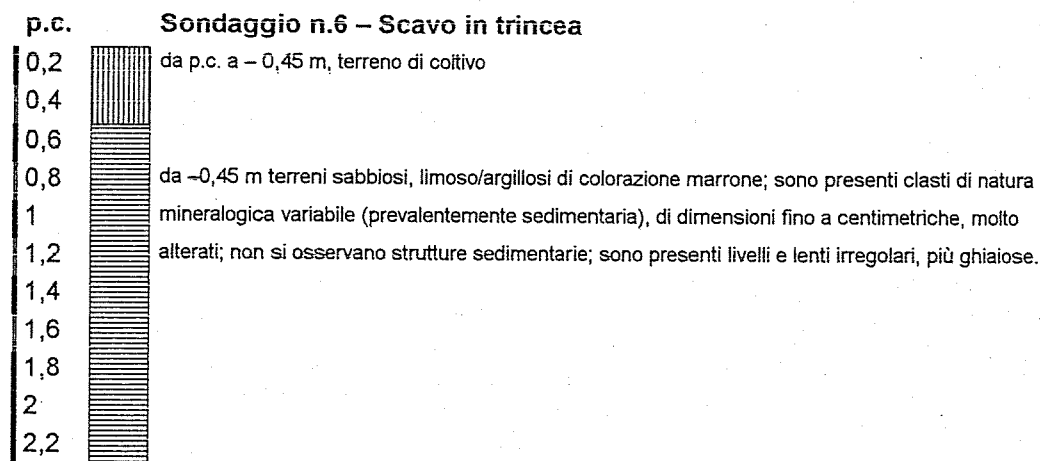 p.c. Sondaggio n.6 – Scavo in trincea
0,2 da p.c. a – 0,45 m, terreno di coltivo
0,4
0,6
0,8 da –0,45 m terreni sabbiosi, limoso/argillosi di colorazione marrone; sono presenti clasti di natura
1 mineralogica variabile (prevalentemente sedimentaria), di dimensioni fino a centimetriche, molto
1,2 alterati; non si osservano strutture sedimentarie; sono presenti livelli e lenti irregolari, più ghiaiose.
1,4
1,6
1,8
2
2,2